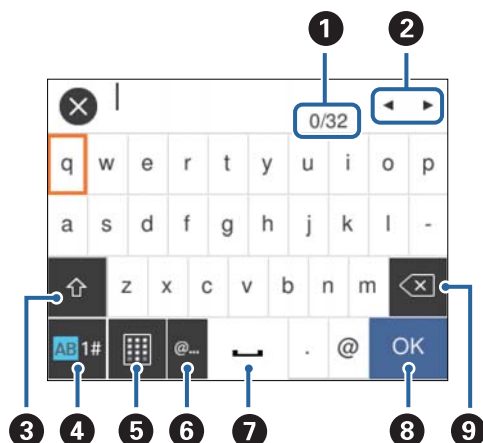 1 2
0/32
q w e r t y u i o p
a s d f g h j k l -
z x c v b n m
AB 1# @... . @ OK
3 4 5 6 7 8 9